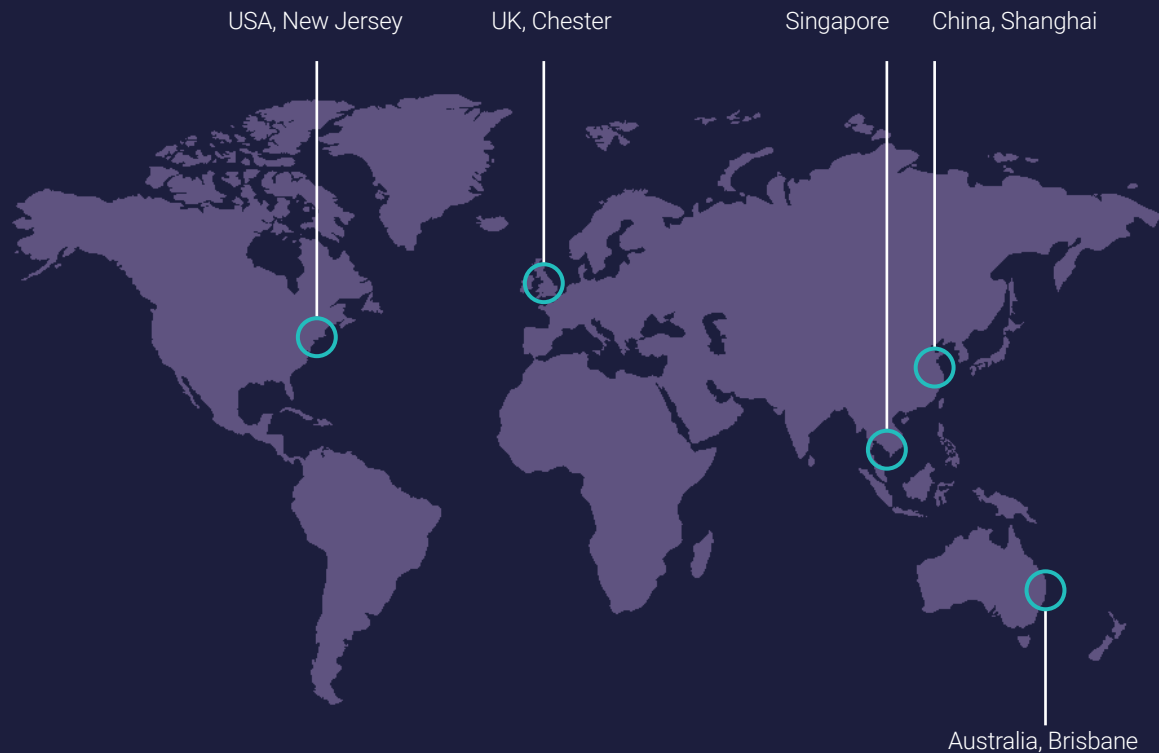 USA, New Jersey
UK, Chester
Singapore
China, Shanghai
Australia, Brisbane